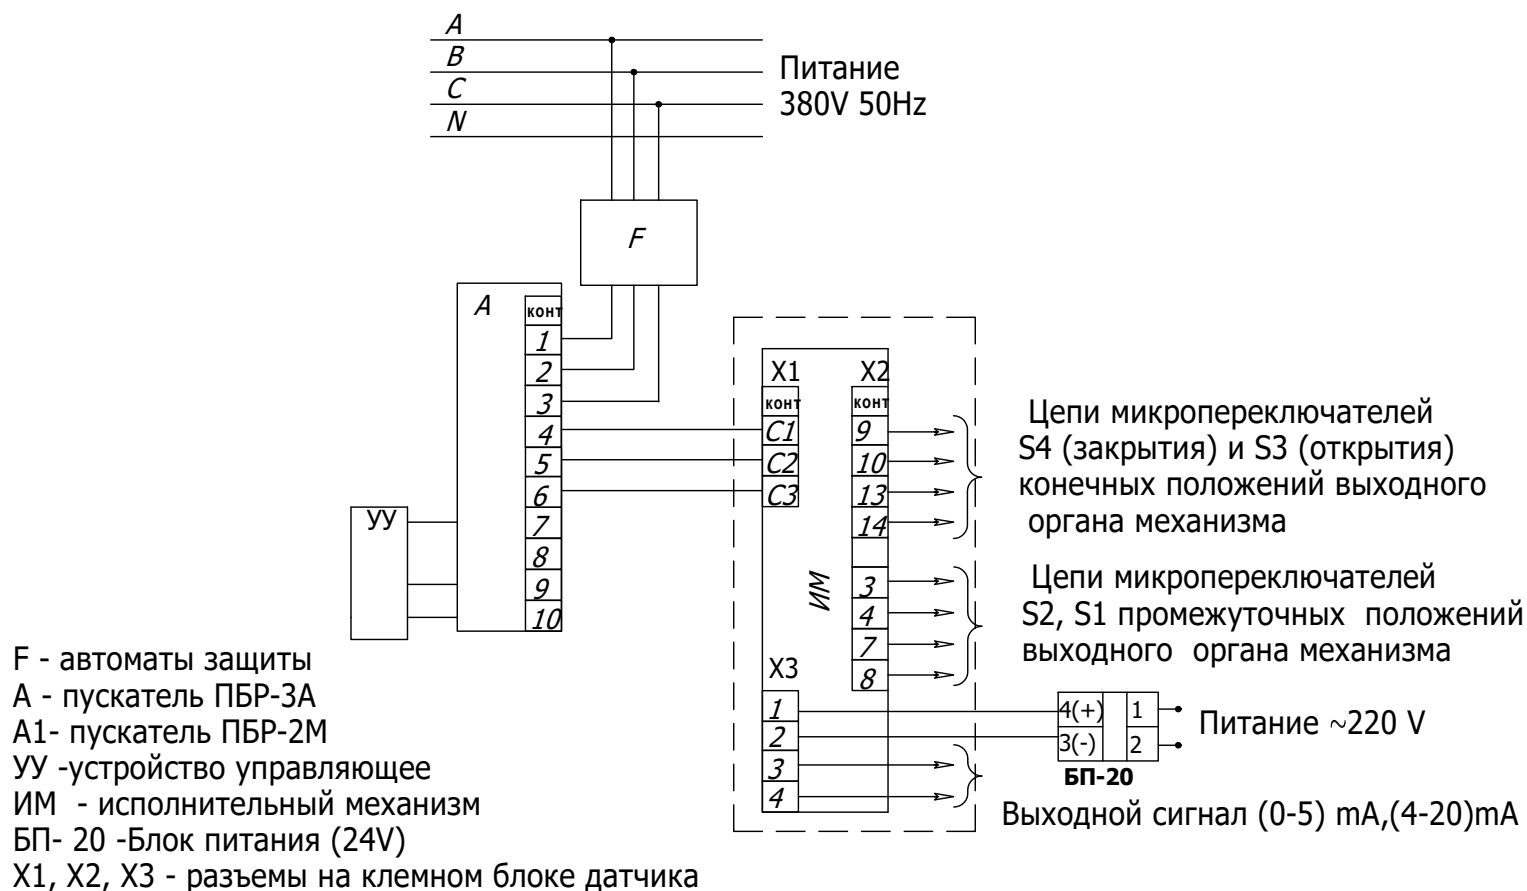 A
B
C
N
Питание
380V 50Hz
F
A
конт
1
2
3
4
5
6
7
8
9
10
УУ
X1
конт
C1
C2
C3
X2
конт
9
10
13
14
3
4
7
8
ИМ
X3
1
2
3
4
Цепи микропереключателей
S4 (закрытия) и S3 (открытия)
конечных положений выходного
органа механизма
Цепи микропереключателей
S2, S1 промежуточных положений
выходного органа механизма
4(+) 1
3(-) 2
БП-20
Питание ~220 V
Выходной сигнал (0-5) mA,(4-20)mA
F - автоматы защиты
А - пускатель ПБР-3А
А1- пускатель ПБР-2М
УУ -устройство управляющее
ИМ - исполнительный механизм
БП- 20 -Блок питания (24V)
X1, X2, X3 - разъемы на клемном блоке датчика